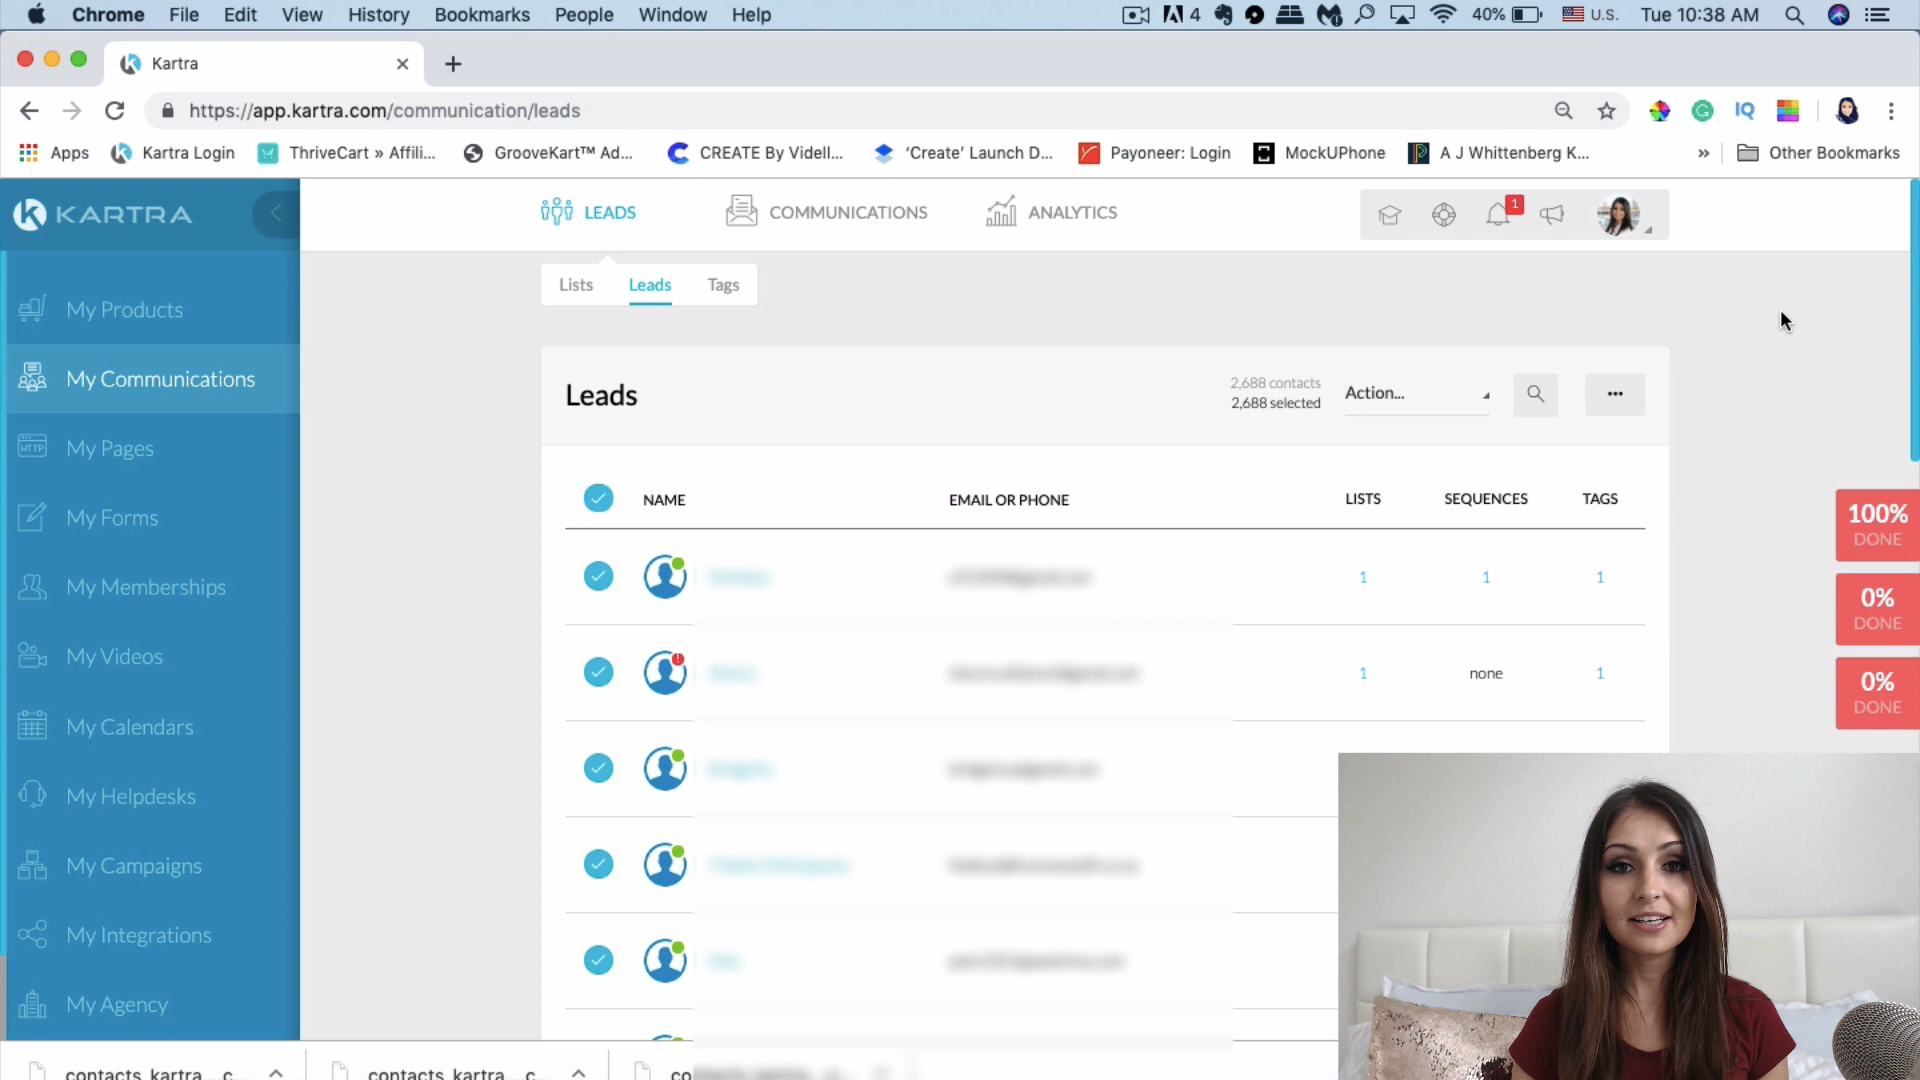 Chrome File Edit View History Bookmarks People Window Help
4 40% U.S. Tue 10:38 AM
Kartra
https://app.kartra.com/communication/leads
IQ
Apps Kartra Login ThriveCart » Affili... GrooveKart™ Ad... CREATE By Videll... 'Create' Launch D... Payoneer: Login MockUPhone A J Whittenberg K... » Other Bookmarks
KARTRA
LEADS COMMUNICATIONS ANALYTICS
1
Lists Leads Tags
My Products
My Communications
HTTP
My Pages
My Forms
My Memberships
My Videos
My Calendars
My Helpdesks
My Campaigns
My Integrations
My Agency
Leads
2,688 contacts
2,688 selected
Action...
NAME EMAIL OR PHONE LISTS SEQUENCES TAGS
1 1 1
1 none 1
100%
DONE
0%
DONE
0%
DONE
contacts_kartra_...c... contacts_kartra_...c... co